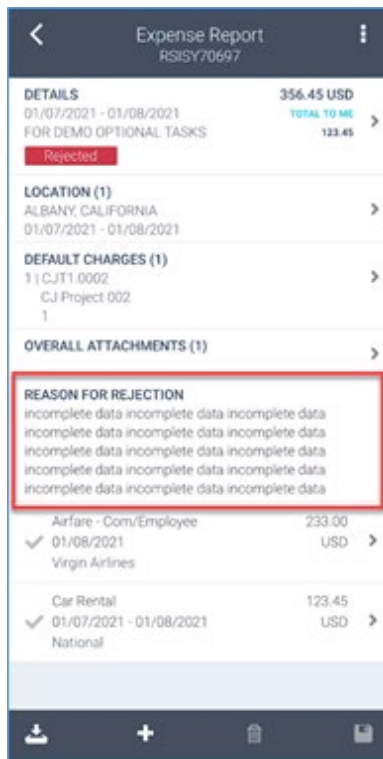 Expense Report
RSISY70697
DETAILS 356.45 USD
01/07/2021 - 01/08/2021 TOTAL TO ME
FOR DEMO OPTIONAL TASKS 123.45
Rejected
LOCATION (1)
ALBANY, CALIFORNIA
01/07/2021 - 01/08/2021
DEFAULT CHARGES (1)
1 | CJT1.0002
CJ Project 002
1
OVERALL ATTACHMENTS (1)
REASON FOR REJECTION
incomplete data incomplete data incomplete data
incomplete data incomplete data incomplete data
incomplete data incomplete data incomplete data
incomplete data incomplete data incomplete data
incomplete data incomplete data incomplete data
Airfare - Com/Employee 233.00
01/08/2021 USD
Virgin Airlines
Car Rental 123.45
01/07/2021 - 01/08/2021 USD
National